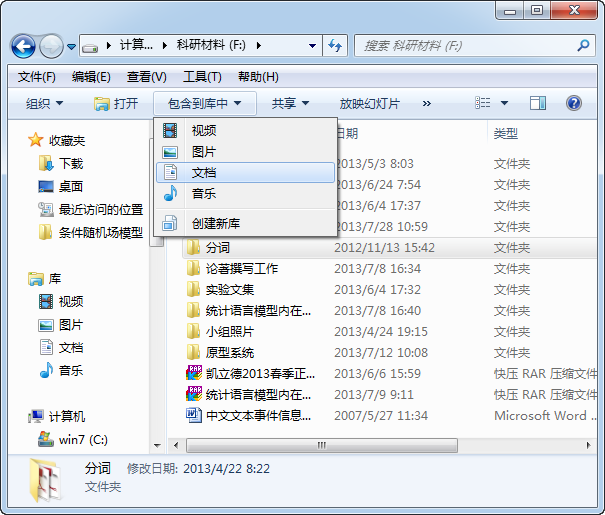 计算... ▸ 科研材料 (F:) ▸
搜索 科研材料 (F:)
文件(F) 编辑(E) 查看(V) 工具(T) 帮助(H)
组织 打开 包含到库中 共享 放映幻灯片 »
收藏夹
下载
桌面
最近访问的位置
条件随机场模型
库
视频
图片
文档
音乐
计算机
win7 (C:)
视频
图片
文档
音乐
创建新库
日期 类型
2013/5/3 8:03 文件夹
2013/6/24 7:54 文件夹
2013/6/4 17:37 文件夹
2013/7/28 10:59 文件夹
分词 2012/11/13 15:42 文件夹
论著撰写工作 2013/7/8 16:34 文件夹
实验文集 2013/6/4 17:32 文件夹
统计语言模型内在... 2013/7/8 16:40 文件夹
小组照片 2013/4/24 19:15 文件夹
原型系统 2013/7/12 10:08 文件夹
凯立德2013春季正... 2013/6/6 15:59 快压 RAR 压缩文件
统计语言模型内在... 2013/7/9 9:11 快压 RAR 压缩文件
中文文本事件信息... 2007/5/27 11:34 Microsoft Word ...
分词 修改日期: 2013/4/22 8:22
文件夹